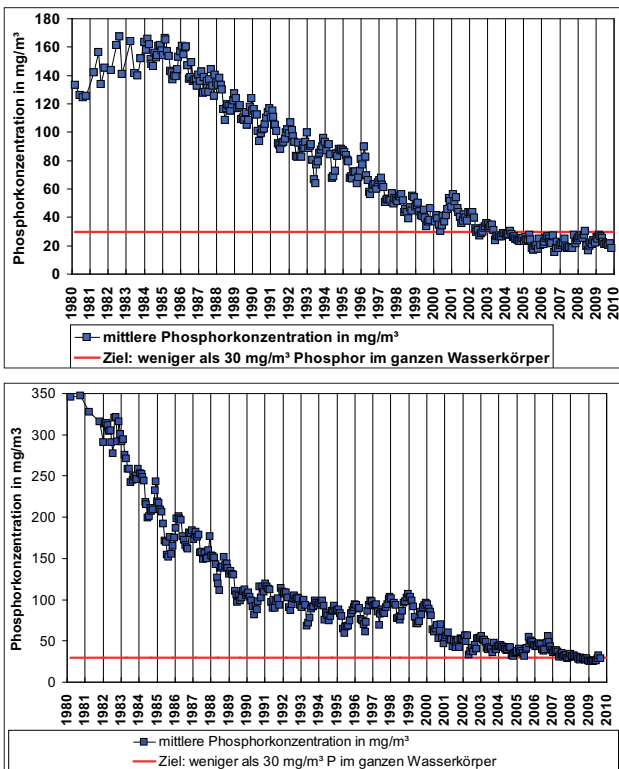 Phosphorkonzentration in mg/m³
180
160
140
120
100
80
60
40
20
0
1980 1981 1982 1983 1984 1985 1986 1987 1988 1989 1990 1991 1992 1993 1994 1995 1996 1997 1998 1999 2000 2001 2002 2003 2004 2005 2006 2007 2008 2009 2010
mittlere Phosphorkonzentration in mg/m³
Ziel: weniger als 30 mg/m³ Phosphor im ganzen Wasserkörper
Phosphorkonzentration in mg/m3
350
300
250
200
150
100
50
0
1980 1981 1982 1983 1984 1985 1986 1987 1988 1989 1990 1991 1992 1993 1994 1995 1996 1997 1998 1999 2000 2001 2002 2003 2004 2005 2006 2007 2008 2009 2010
mittlere Phosphorkonzentration in mg/m³
Ziel: weniger als 30 mg/m³ P im ganzen Wasserkörper